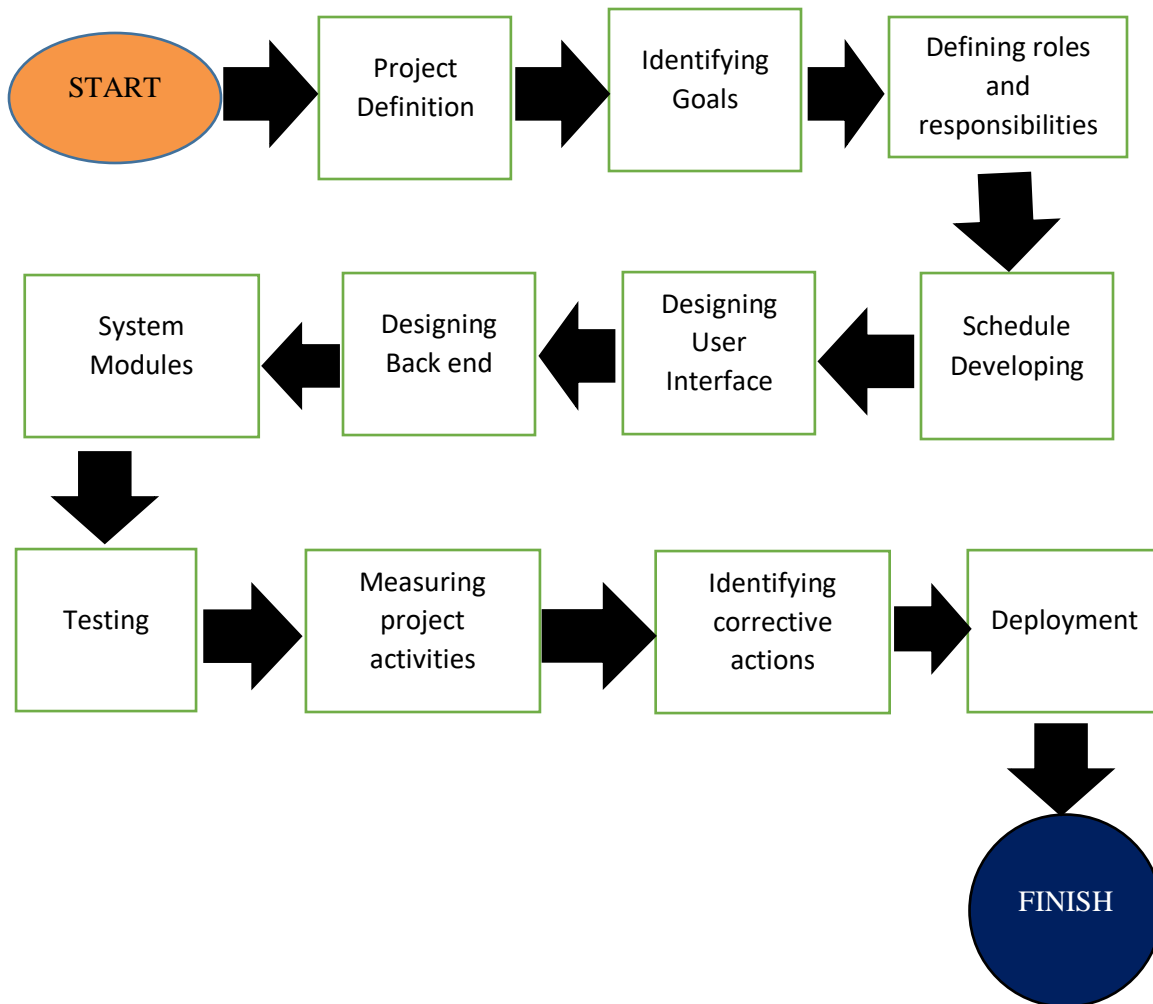 START
Project
Definition
Identifying
Goals
Defining roles
and
responsibilities
Schedule
Developing
Designing
User
Interface
Designing
Back end
System
Modules
Testing
Measuring
project
activities
Identifying
corrective
actions
Deployment
FINISH